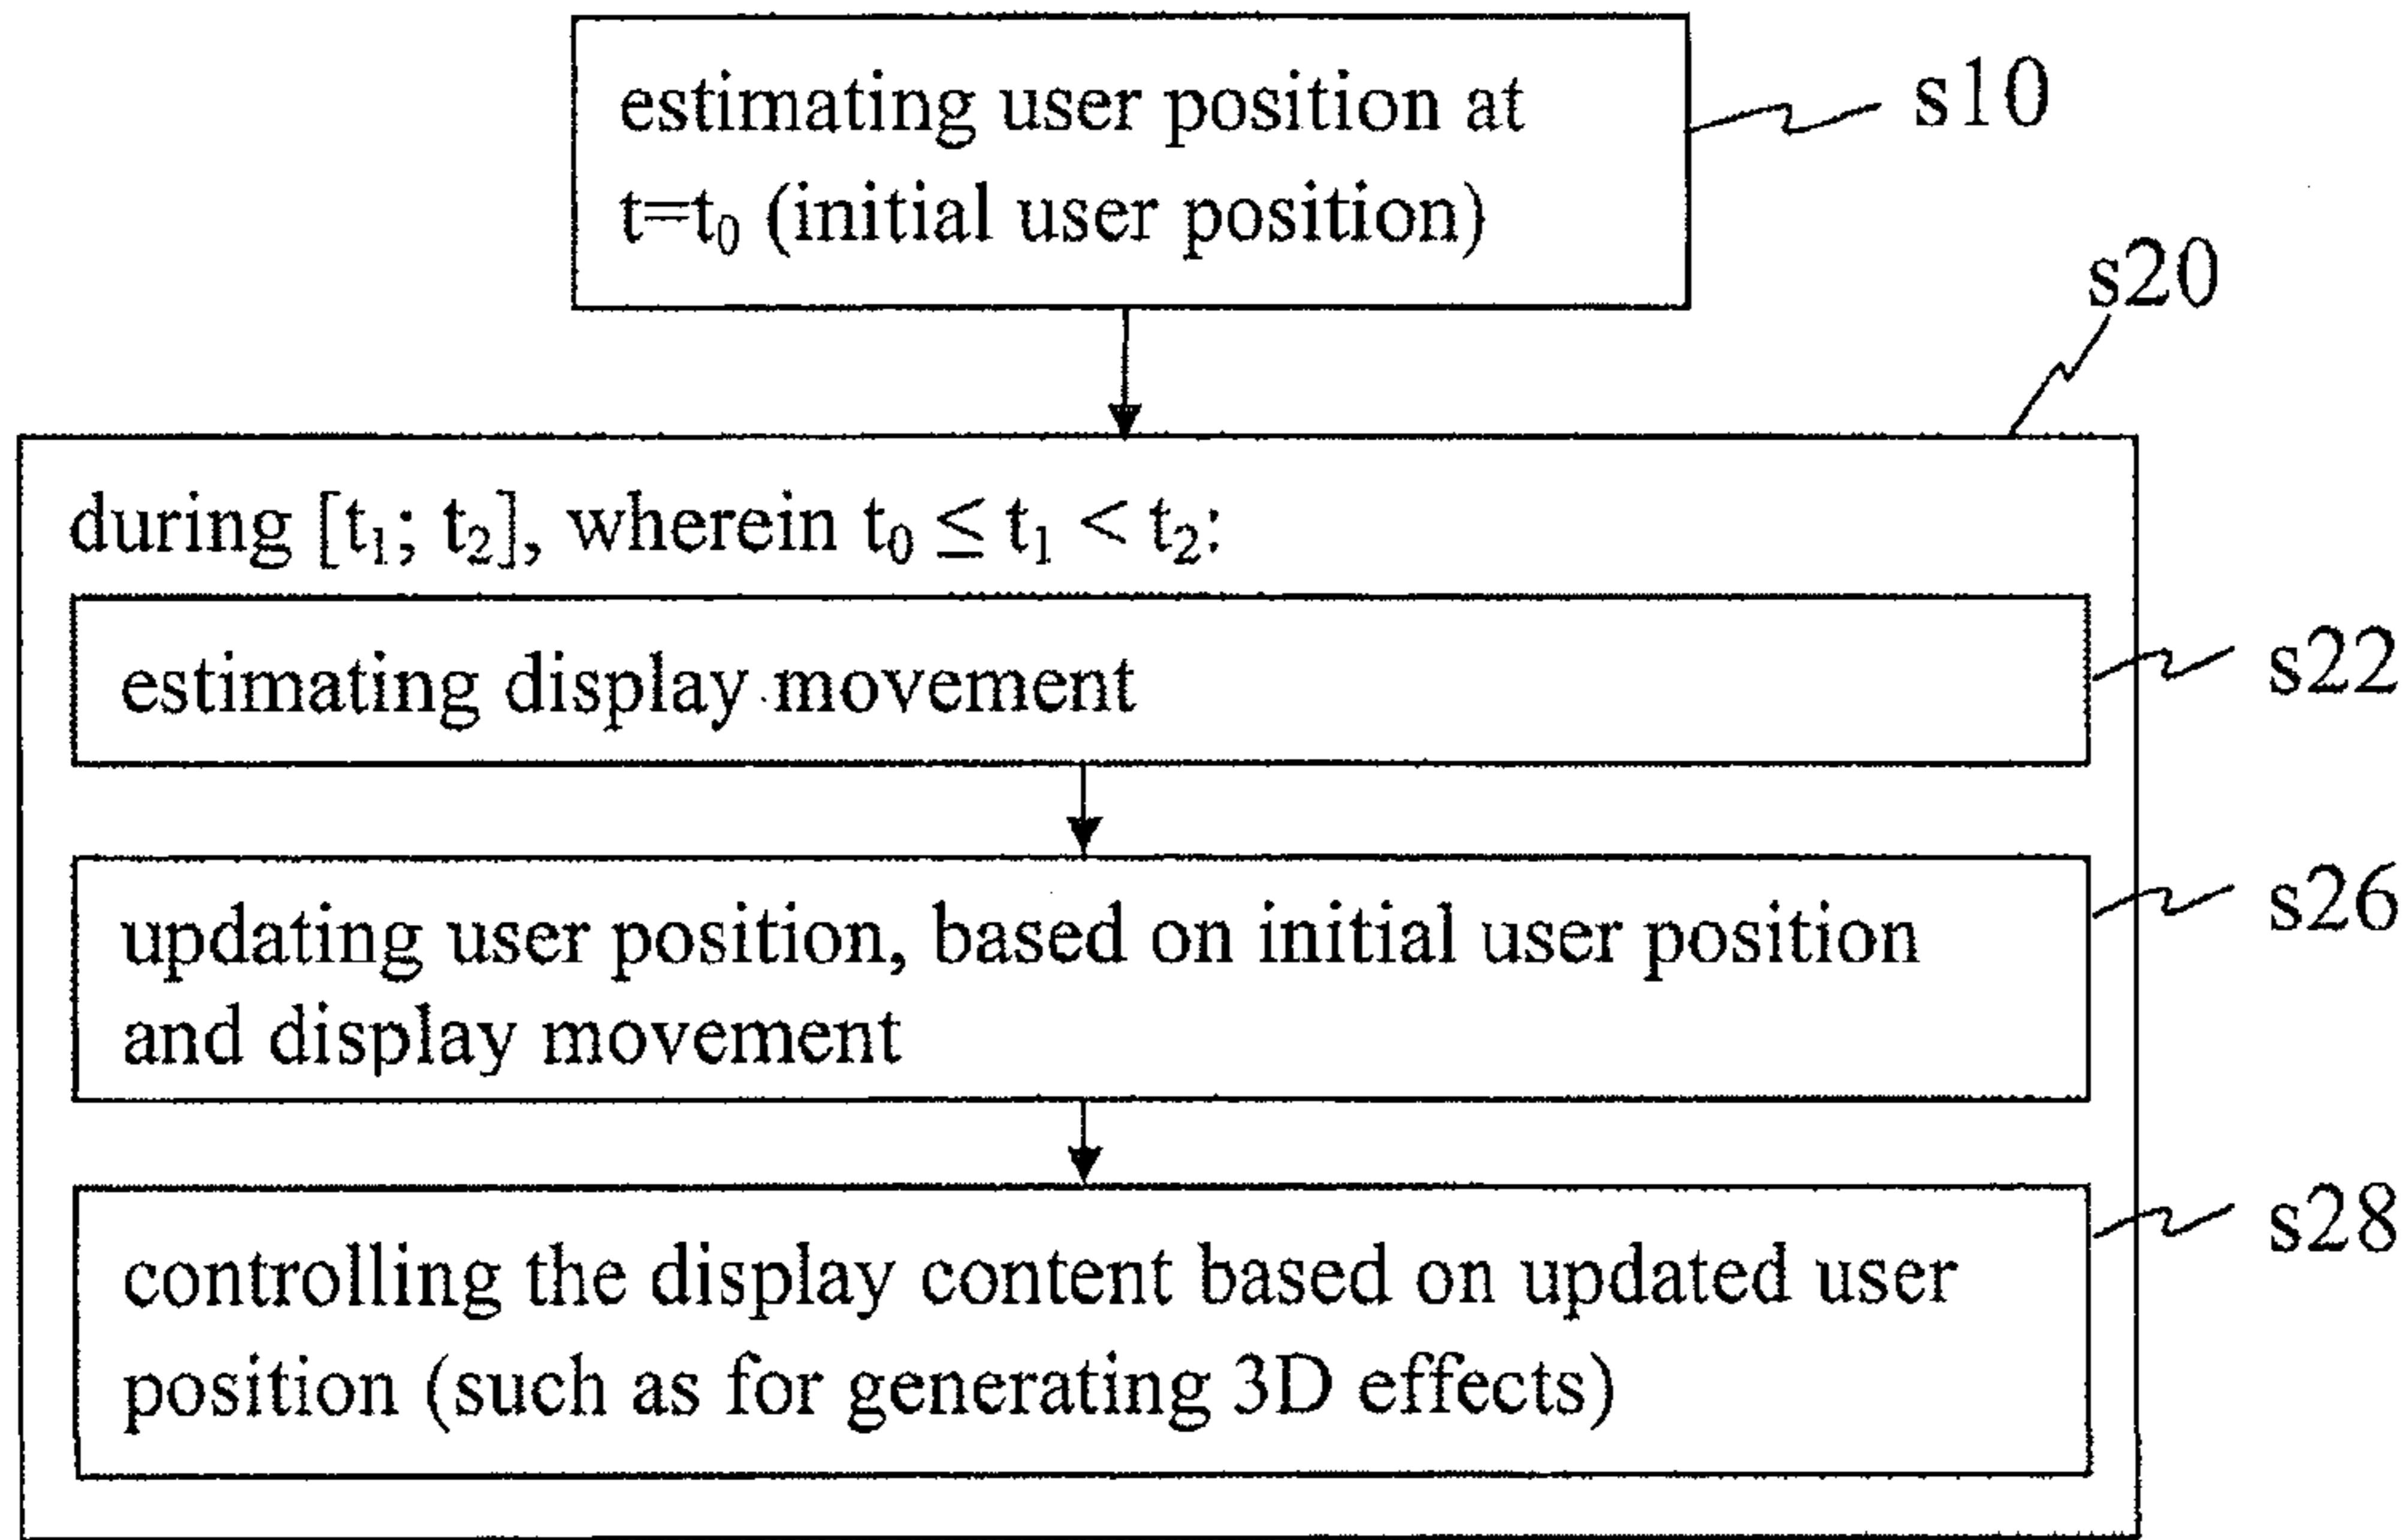 estimating user position at
t=t₀ (initial user position)
s10
s20
during [t₁; t₂], wherein t₀ ≤ t₁ < t₂:
estimating display movement
s22
updating user position, based on initial user position
and display movement
s26
controlling the display content based on updated user
position (such as for generating 3D effects)
s28